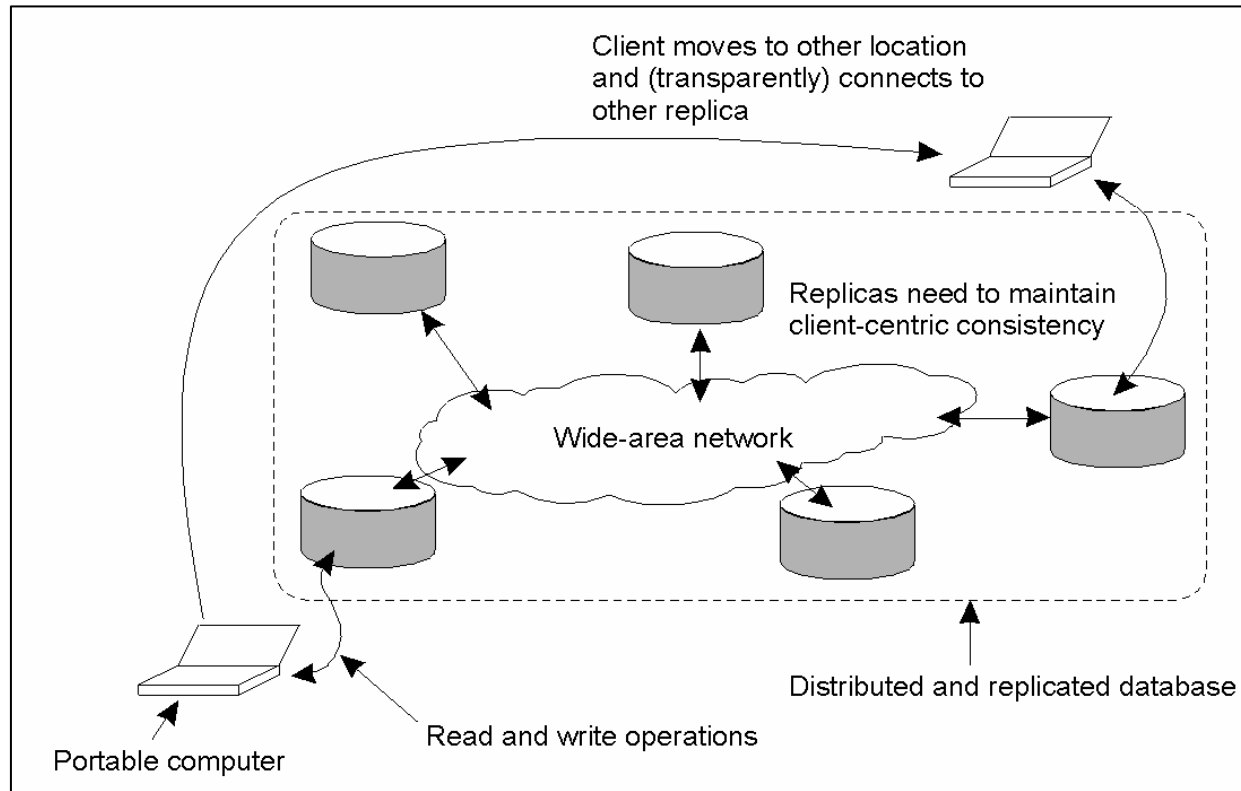 Client moves to other location
and (transparently) connects to
other replica
Replicas need to maintain
client-centric consistency
Wide-area network
Distributed and replicated database
Read and write operations
Portable computer